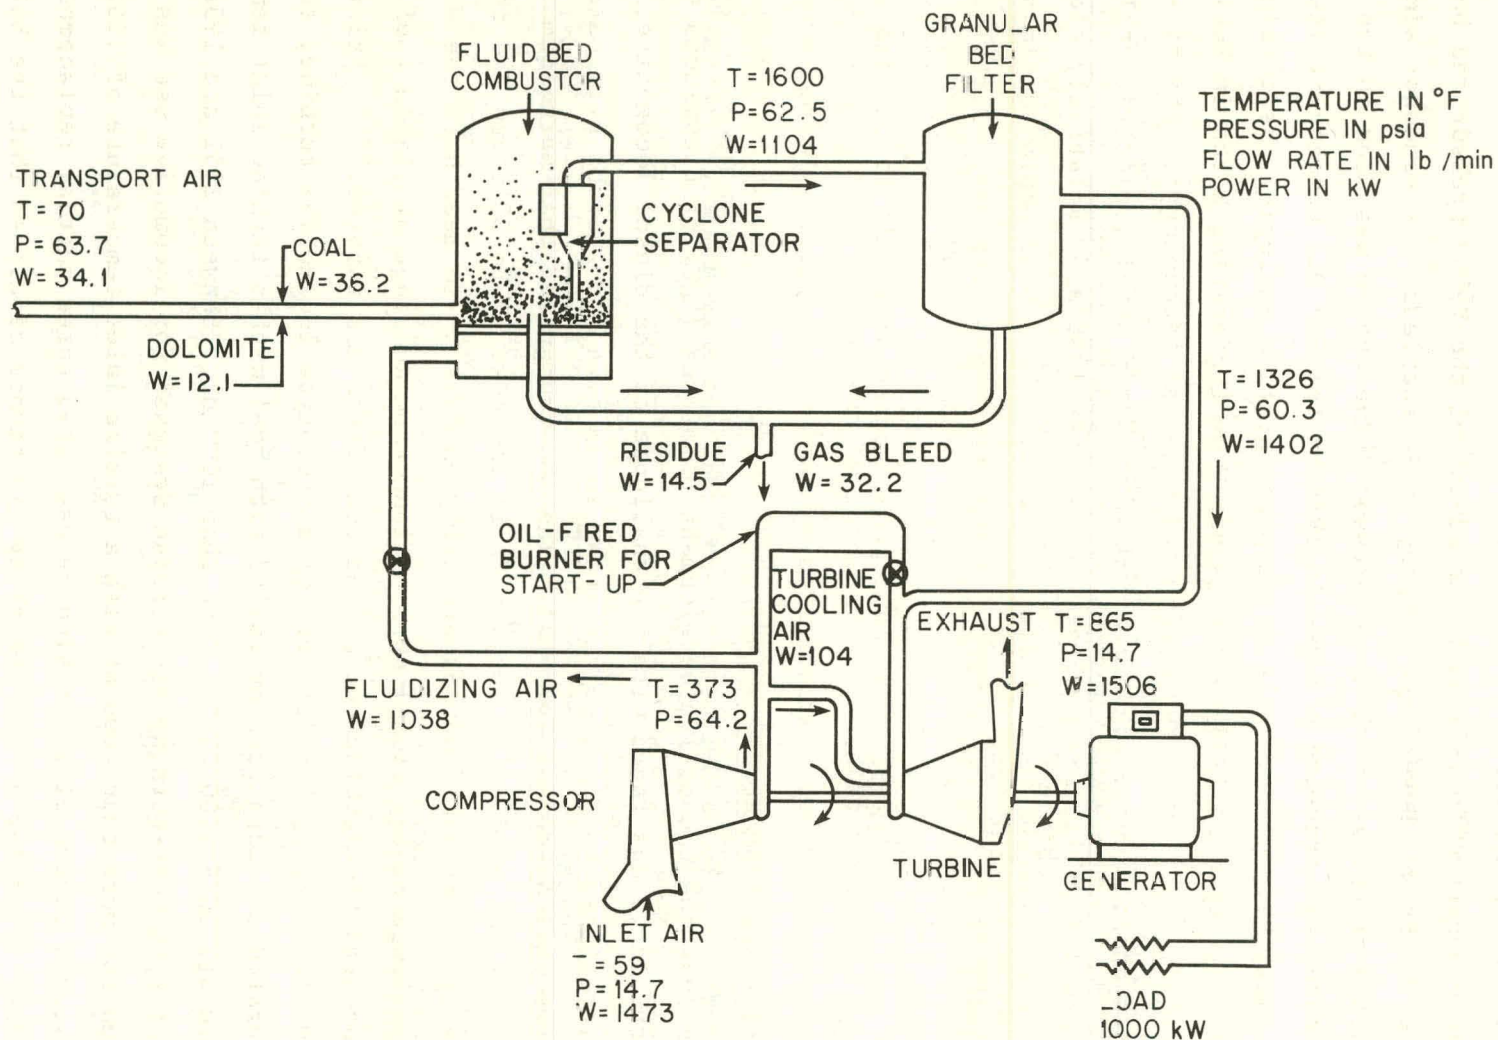 FLUID BED
COMBUSTOR
GRANULAR
BED
FILTER
T=1600
P=62.5
W=1104
TEMPERATURE IN °F
PRESSURE IN psia
FLOW RATE IN lb/min
POWER IN kW
TRANSPORT AIR
T=70
P=63.7
W=34.1
COAL
W=36.2
CYCLONE
SEPARATOR
DOLOMITE
W=12.1
T=1326
P=60.3
W=1402
RESIDUE
W=14.5
GAS BLEED
W=32.2
OIL-FIRED
BURNER FOR
START-UP
TURBINE
COOLING
AIR
W=104
EXHAUST
T=865
P=14.7
W=1506
FLUIDIZING AIR
W=1038
T=373
P=64.2
COMPRESSOR
TURBINE
GENERATOR
INLET AIR
T=59
P=14.7
W=1473
LOAD
1000 kW